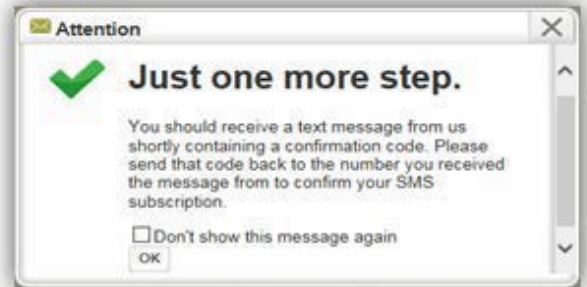 Attention
Just one more step.
You should receive a text message from us
shortly containing a confirmation code. Please
send that code back to the number you received
the message from to confirm your SMS
subscription.
Don't show this message again
OK